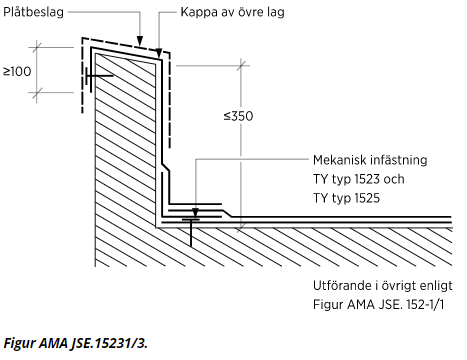 Plåtbeslag
Kappa av övre lag
≥100
≤350
Mekanisk infästning
TY typ 1523 och
TY typ 1525
Utförande i övrigt enligt
Figur AMA JSE. 152-1/1
Figur AMA JSE.15231/3.